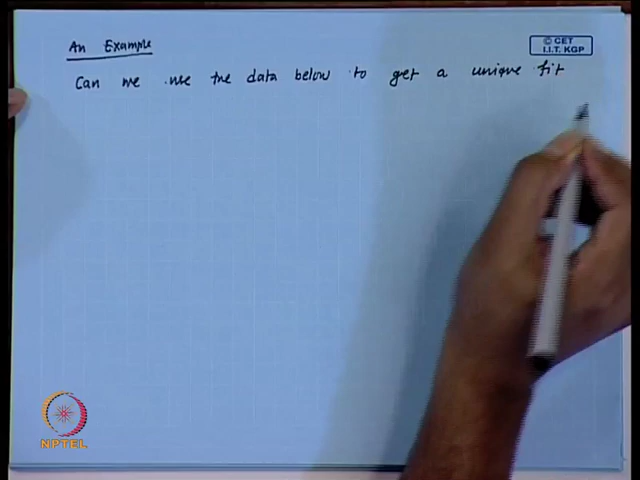 An Example
© CET
I.I.T. KGP
Can we use the data below to get a unique fit
NPTEL